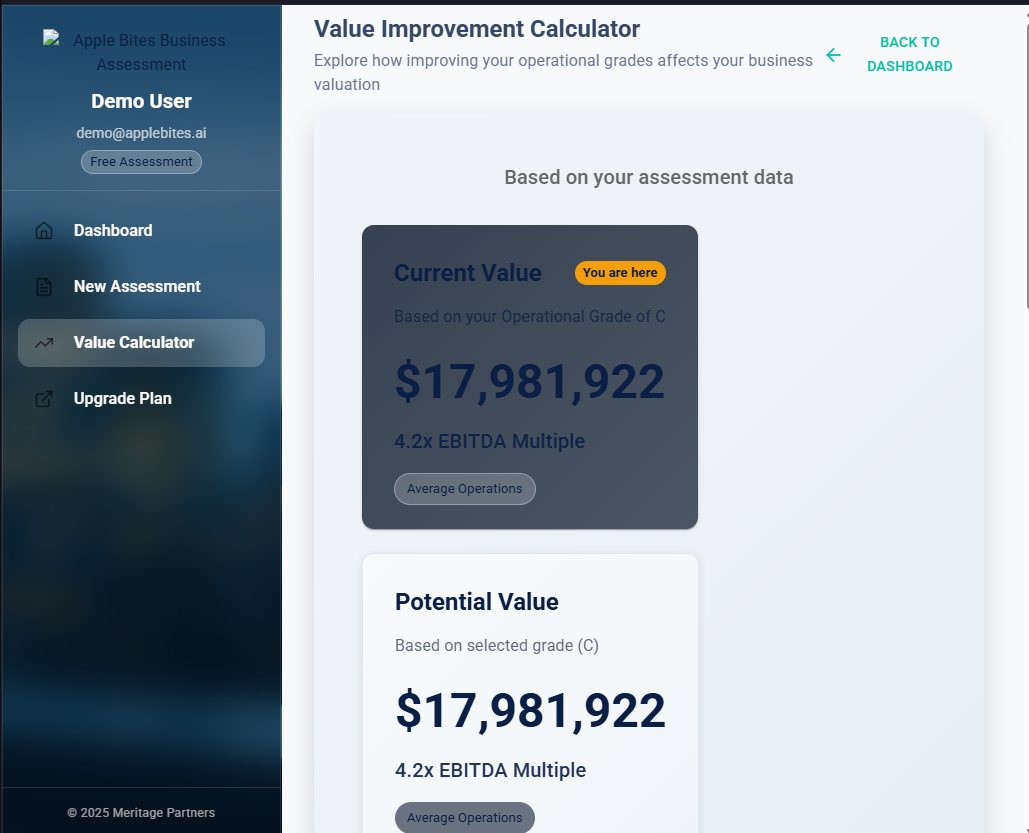 Apple Bites Business
Assessment
Demo User
demo@applebites.ai
Free Assessment
Dashboard
New Assessment
Value Calculator
Upgrade Plan
© 2025 Meritage Partners
Value Improvement Calculator
Explore how improving your operational grades affects your business
valuation
BACK TO
DASHBOARD
Based on your assessment data
Current Value
You are here
Based on your Operational Grade of C
$17,981,922
4.2x EBITDA Multiple
Average Operations
Potential Value
Based on selected grade (C)
$17,981,922
4.2x EBITDA Multiple
Average Operations